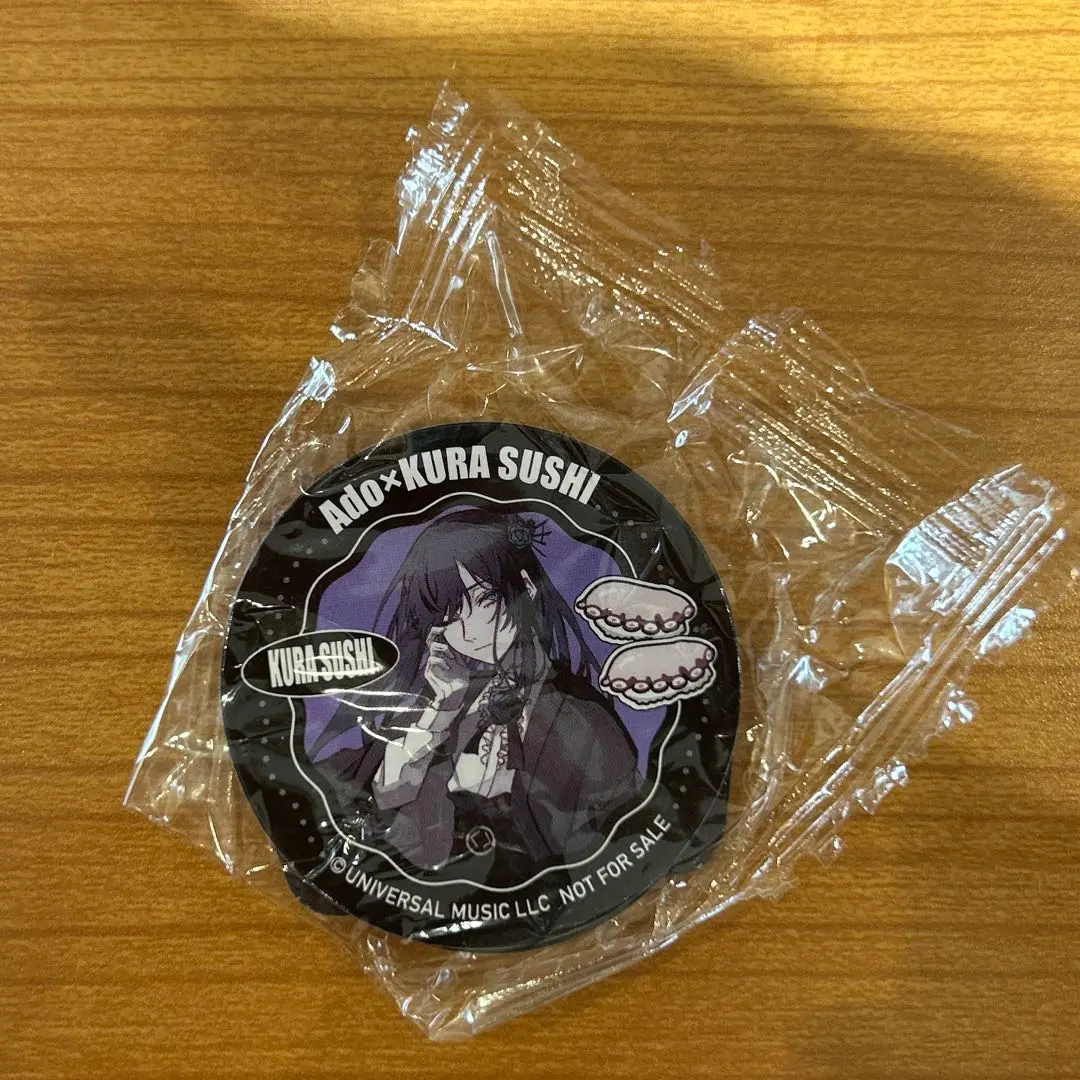 Ado×KURA SUSHI
KURA SUSHI
© UNIVERSAL MUSIC LLC NOT FOR SALE